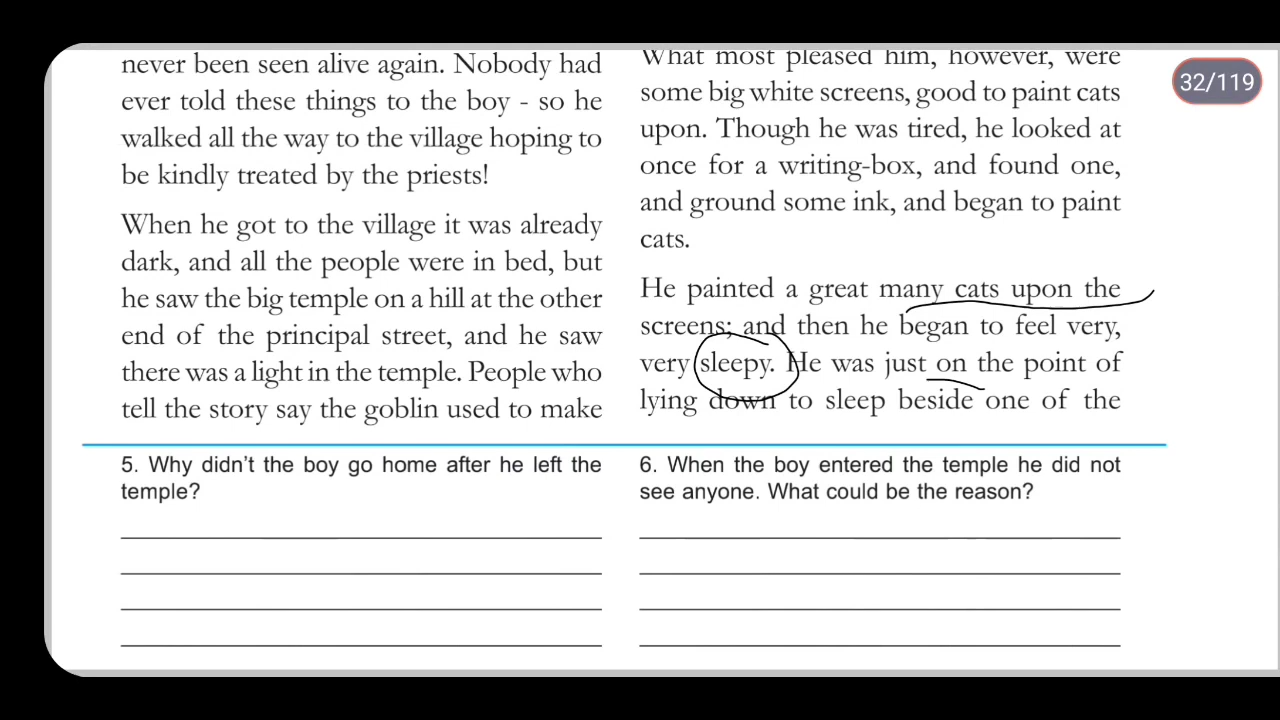 never been seen alive again. Nobody had
ever told these things to the boy - so he
walked all the way to the village hoping to
be kindly treated by the priests!
When he got to the village it was already
dark, and all the people were in bed, but
he saw the big temple on a hill at the other
end of the principal street, and he saw
there was a light in the temple. People who
tell the story say the goblin used to make
What most pleased him, however, were
some big white screens, good to paint cats
upon. Though he was tired, he looked at
once for a writing-box, and found one,
and ground some ink, and began to paint
cats.
He painted a great many cats upon the
screens; and then he began to feel very,
very sleepy. He was just on the point of
lying down to sleep beside one of the
5. Why didn't the boy go home after he left the
temple?
6. When the boy entered the temple he did not
see anyone. What could be the reason?
32/119